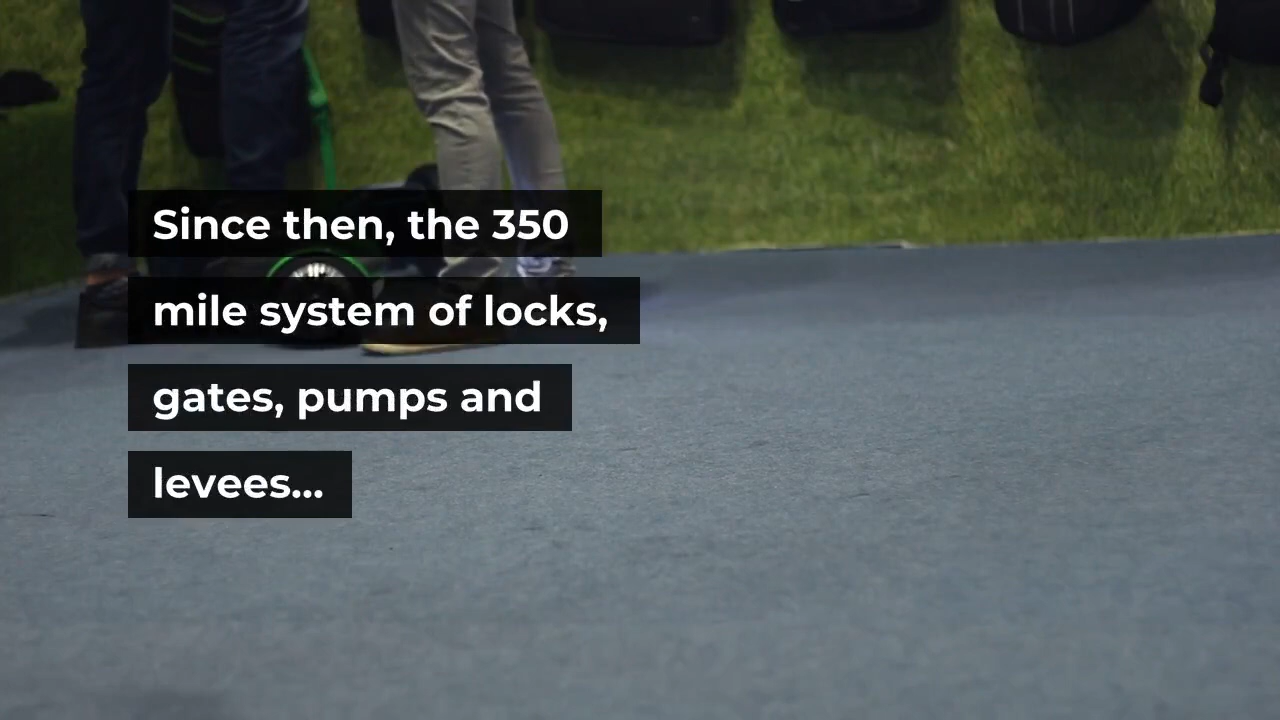 Since then, the 350
mile system of locks,
gates, pumps and
levees...